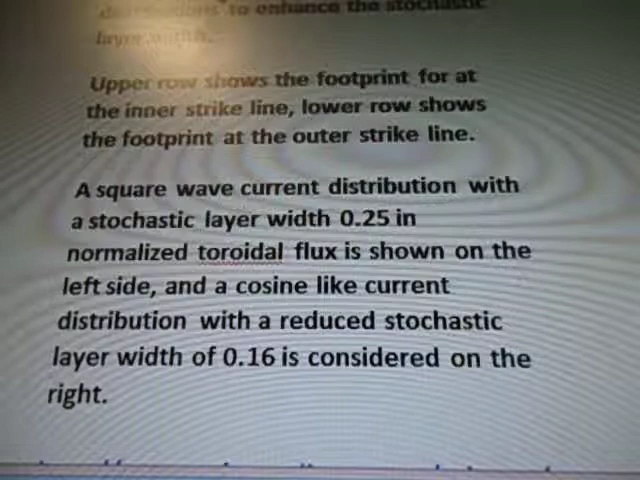 to enhance the stochastic
layer width.
Upper row shows the footprint for at
the inner strike line, lower row shows
the footprint at the outer strike line.
A square wave current distribution with
a stochastic layer width 0.25 in
normalized toroidal flux is shown on the
left side, and a cosine like current
distribution with a reduced stochastic
layer width of 0.16 is considered on the
right.